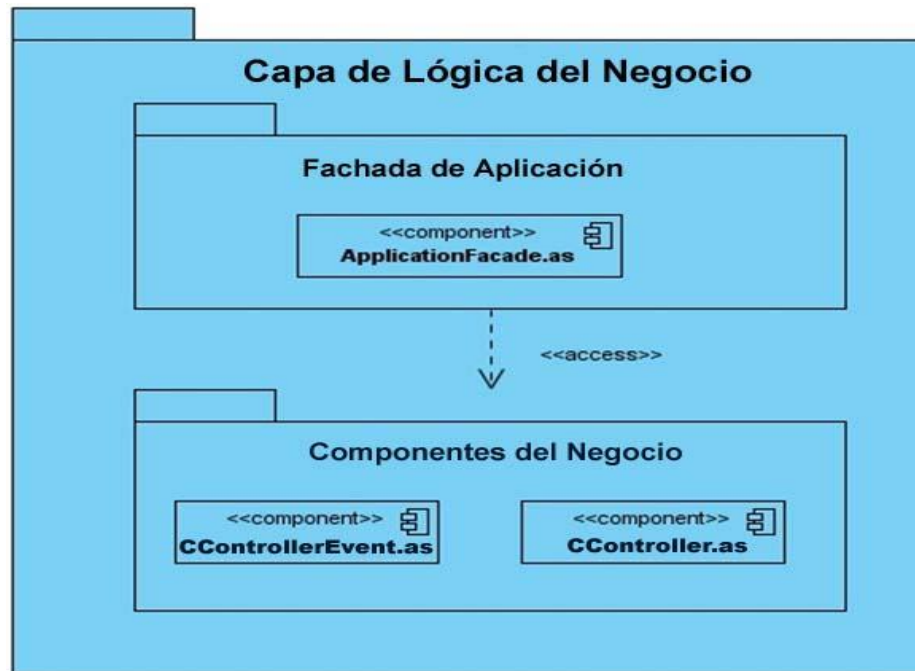 Capa de Lógica del Negocio
Fachada de Aplicación
<<component>>
ApplicationFacade.as
<<access>>
Componentes del Negocio
<<component>>
CControllerEvent.as
<<component>>
CController.as